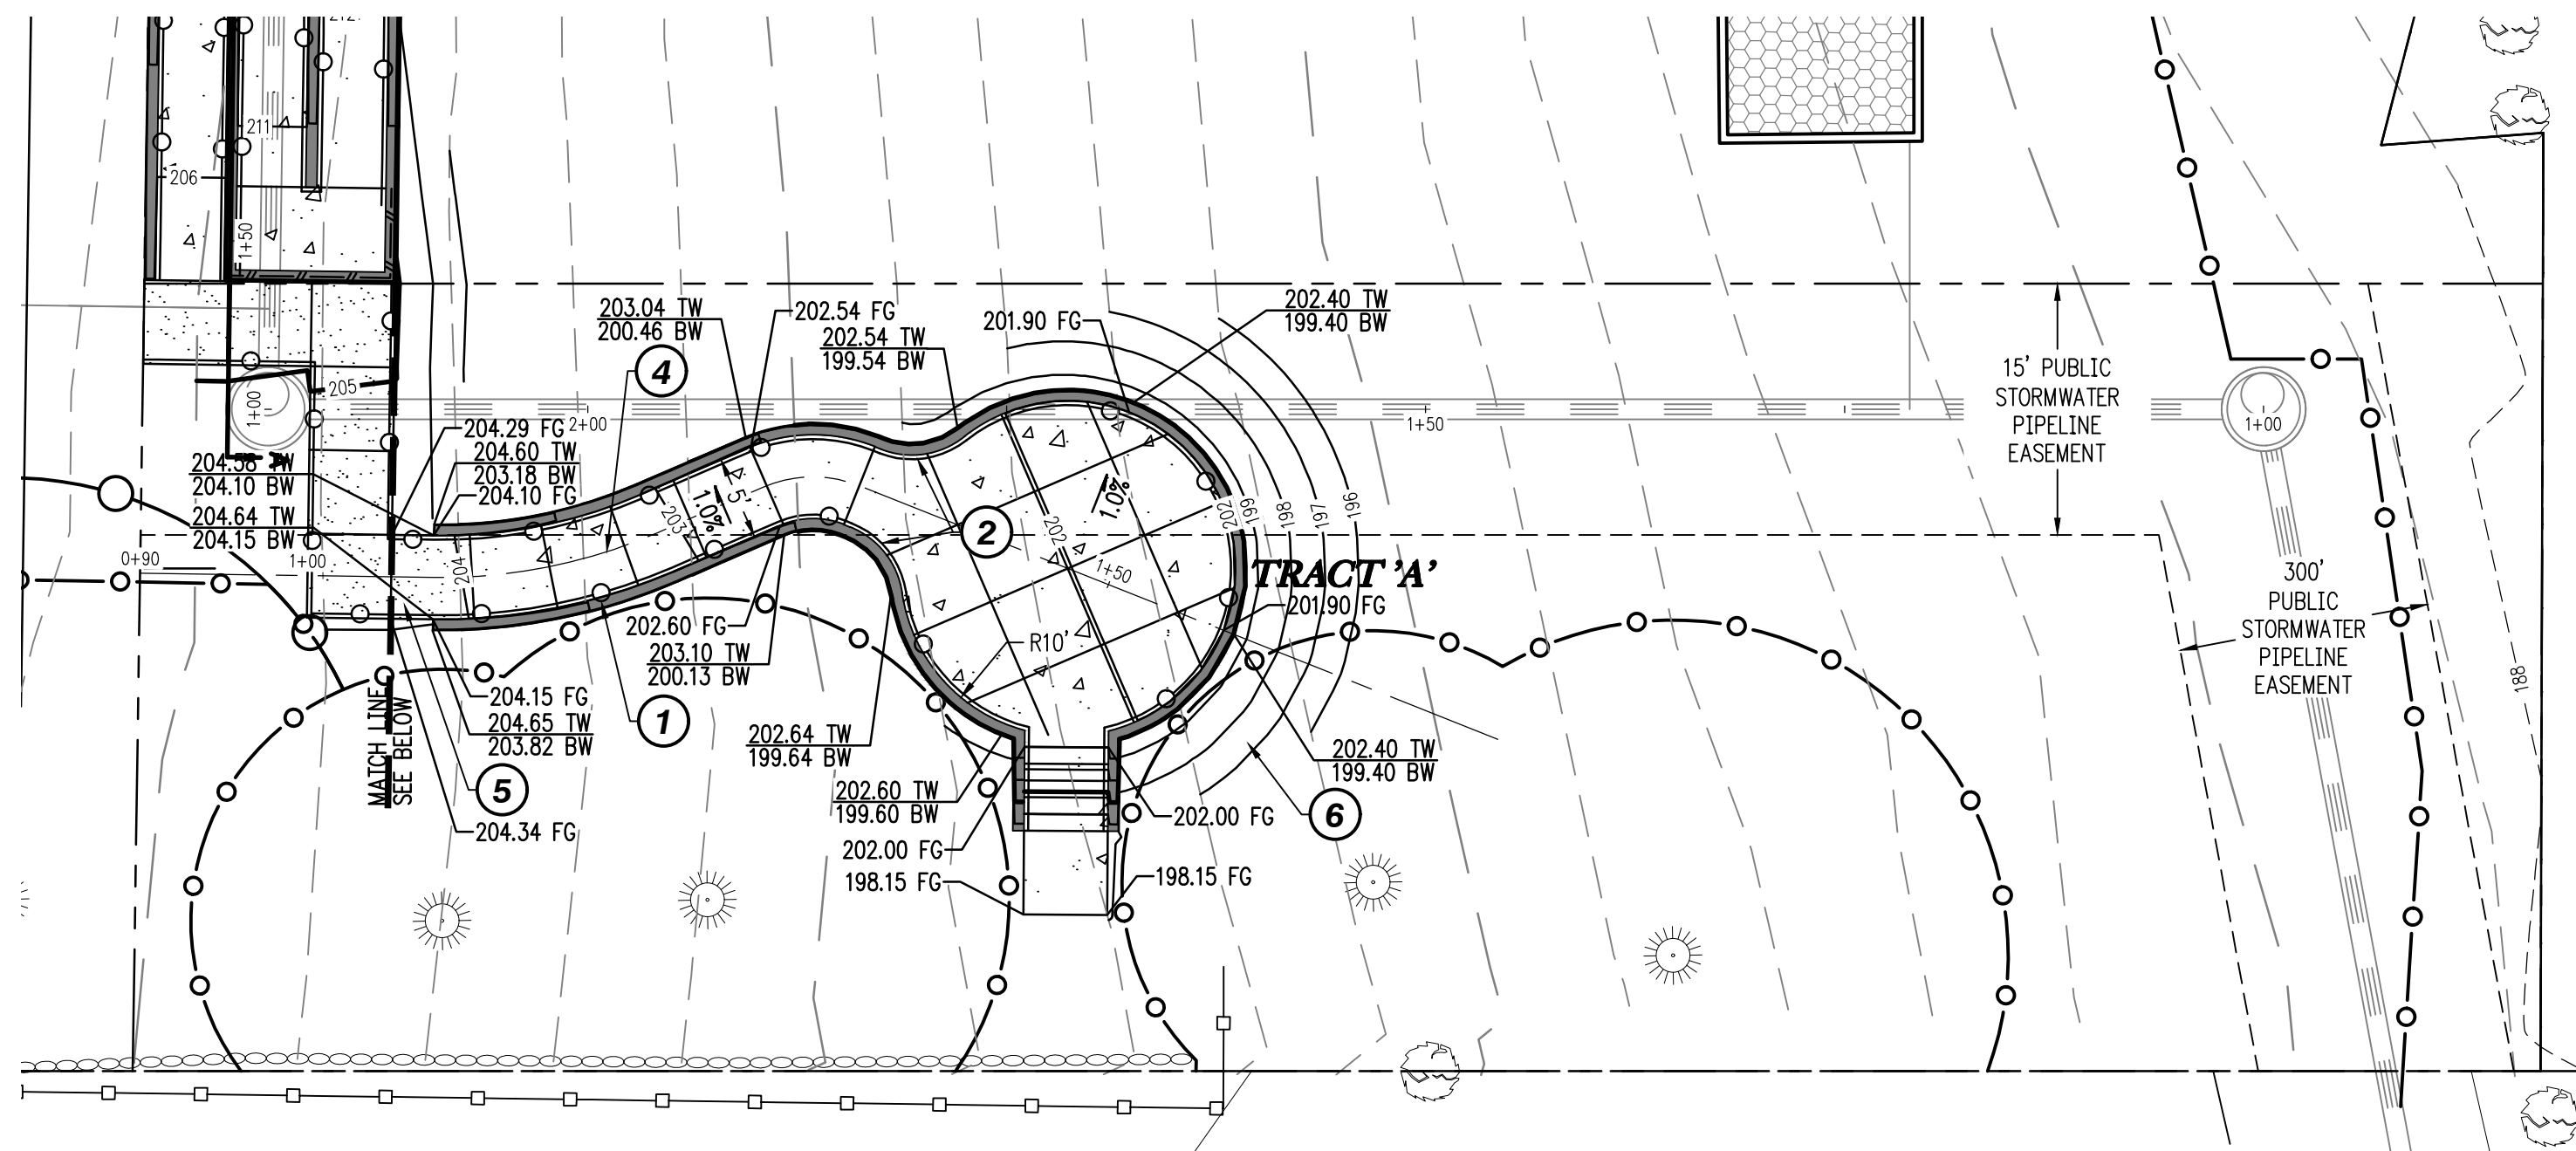 212
211
206
1+50
205
1+00
204.58 TW
204.10 BW
204.64 TW
204.15 BW
0+90
1+00
204.29 FG
204.60 TW
203.18 BW
204.10 FG
2+00
203.04 TW
200.46 BW
4
202.54 FG
202.54 TW
199.54 BW
201.90 FG
202.40 TW
199.40 BW
1+50
15' PUBLIC
STORMWATER
PIPELINE
EASEMENT
1+00
A
204
203
1.0%
5'
2
202
1.0%
1+50
202
199
198
197
196
TRACT 'A'
201.90 FG
R10'
202.60 FG
203.10 TW
200.13 BW
1
204.15 FG
204.65 TW
203.82 BW
5
204.34 FG
MATCH LINE
SEE BELOW
202.64 TW
199.64 BW
202.60 TW
199.60 BW
202.00 FG
198.15 FG
202.40 TW
199.40 BW
6
202.00 FG
198.15 FG
300'
PUBLIC
STORMWATER
PIPELINE
EASEMENT
188